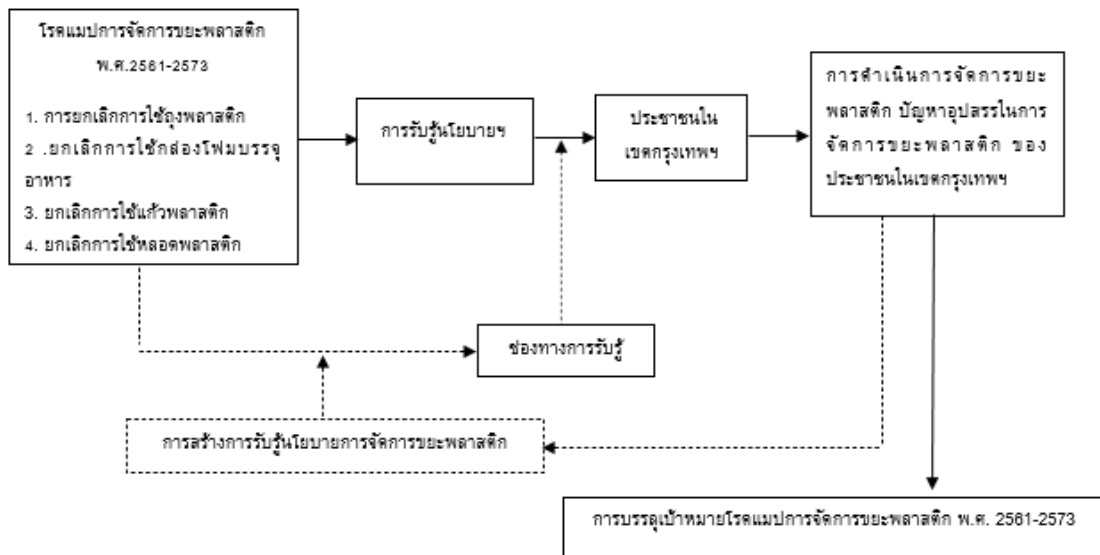 โรดแมปการจัดการขยะพลาสติก
พ.ศ.2561-2573
1. การยกเลิกการใช้ถุงพลาสติก
2 .ยกเลิกการใช้กล่องโฟมบรรจุ
อาหาร
3. ยกเลิกการใช้แก้วพลาสติก
4. ยกเลิกการใช้หลอดพลาสติก
การรับรู้นโยบายฯ
ประชาชนใน
เขตกรุงเทพฯ
การดำเนินการจัดการขยะ
พลาสติก ปัญหาอุปสรรในการ
จัดการขยะพลาสติก ของ
ประชาชนในเขตกรุงเทพฯ
ช่องทางการรับรู้
การสร้างการรับรู้นโยบายการจัดการขยะพลาสติก
การบรรลุเป้าหมายโรดแมปการจัดการขยะพลาสติก พ.ศ. 2561-2573